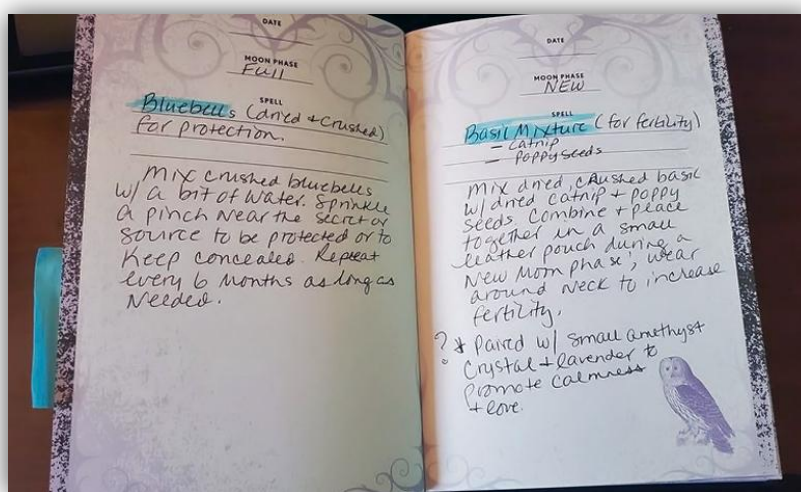 DATE
MOON PHASE
Full
SPELL
Bluebells (dried & Crushed)
for protection.
Mix crushed bluebells
w/ a bit of water. Sprinkle
a pinch near the secret or
source to be protected or to
keep concealed. Repeat
every 6 months as long as
needed.
DATE
MOON PHASE
NEW
SPELL
Basil Mixture (for fertility)
- Catnip
- Poppy seeds
Mix dried, crushed basil
w/ dried catnip + poppy
seeds. Combine + place
together in a small
leather pouch during a
New Moon phase; wear
around neck to increase
fertility.
? * Paired w/ small amethyst
crystal + lavender to
promote calmness
+ love.